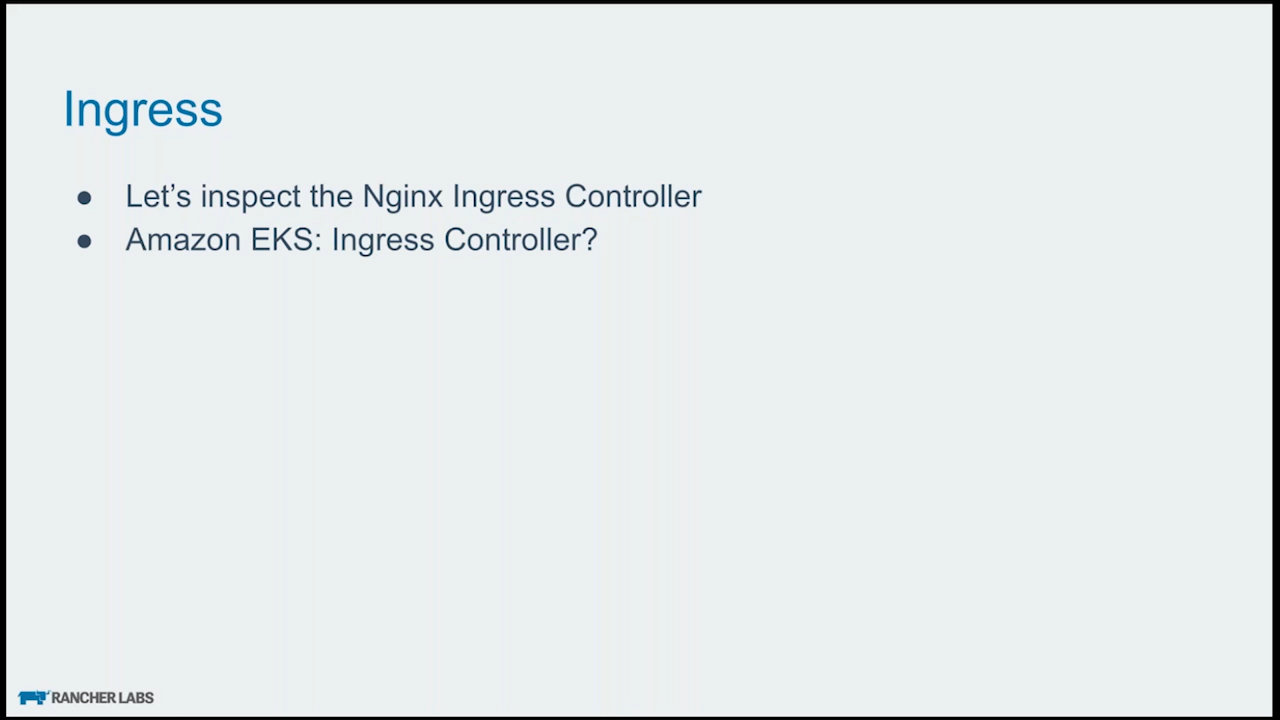 Ingress
● Let’s inspect the Nginx Ingress Controller
● Amazon EKS: Ingress Controller?
RANCHER LABS